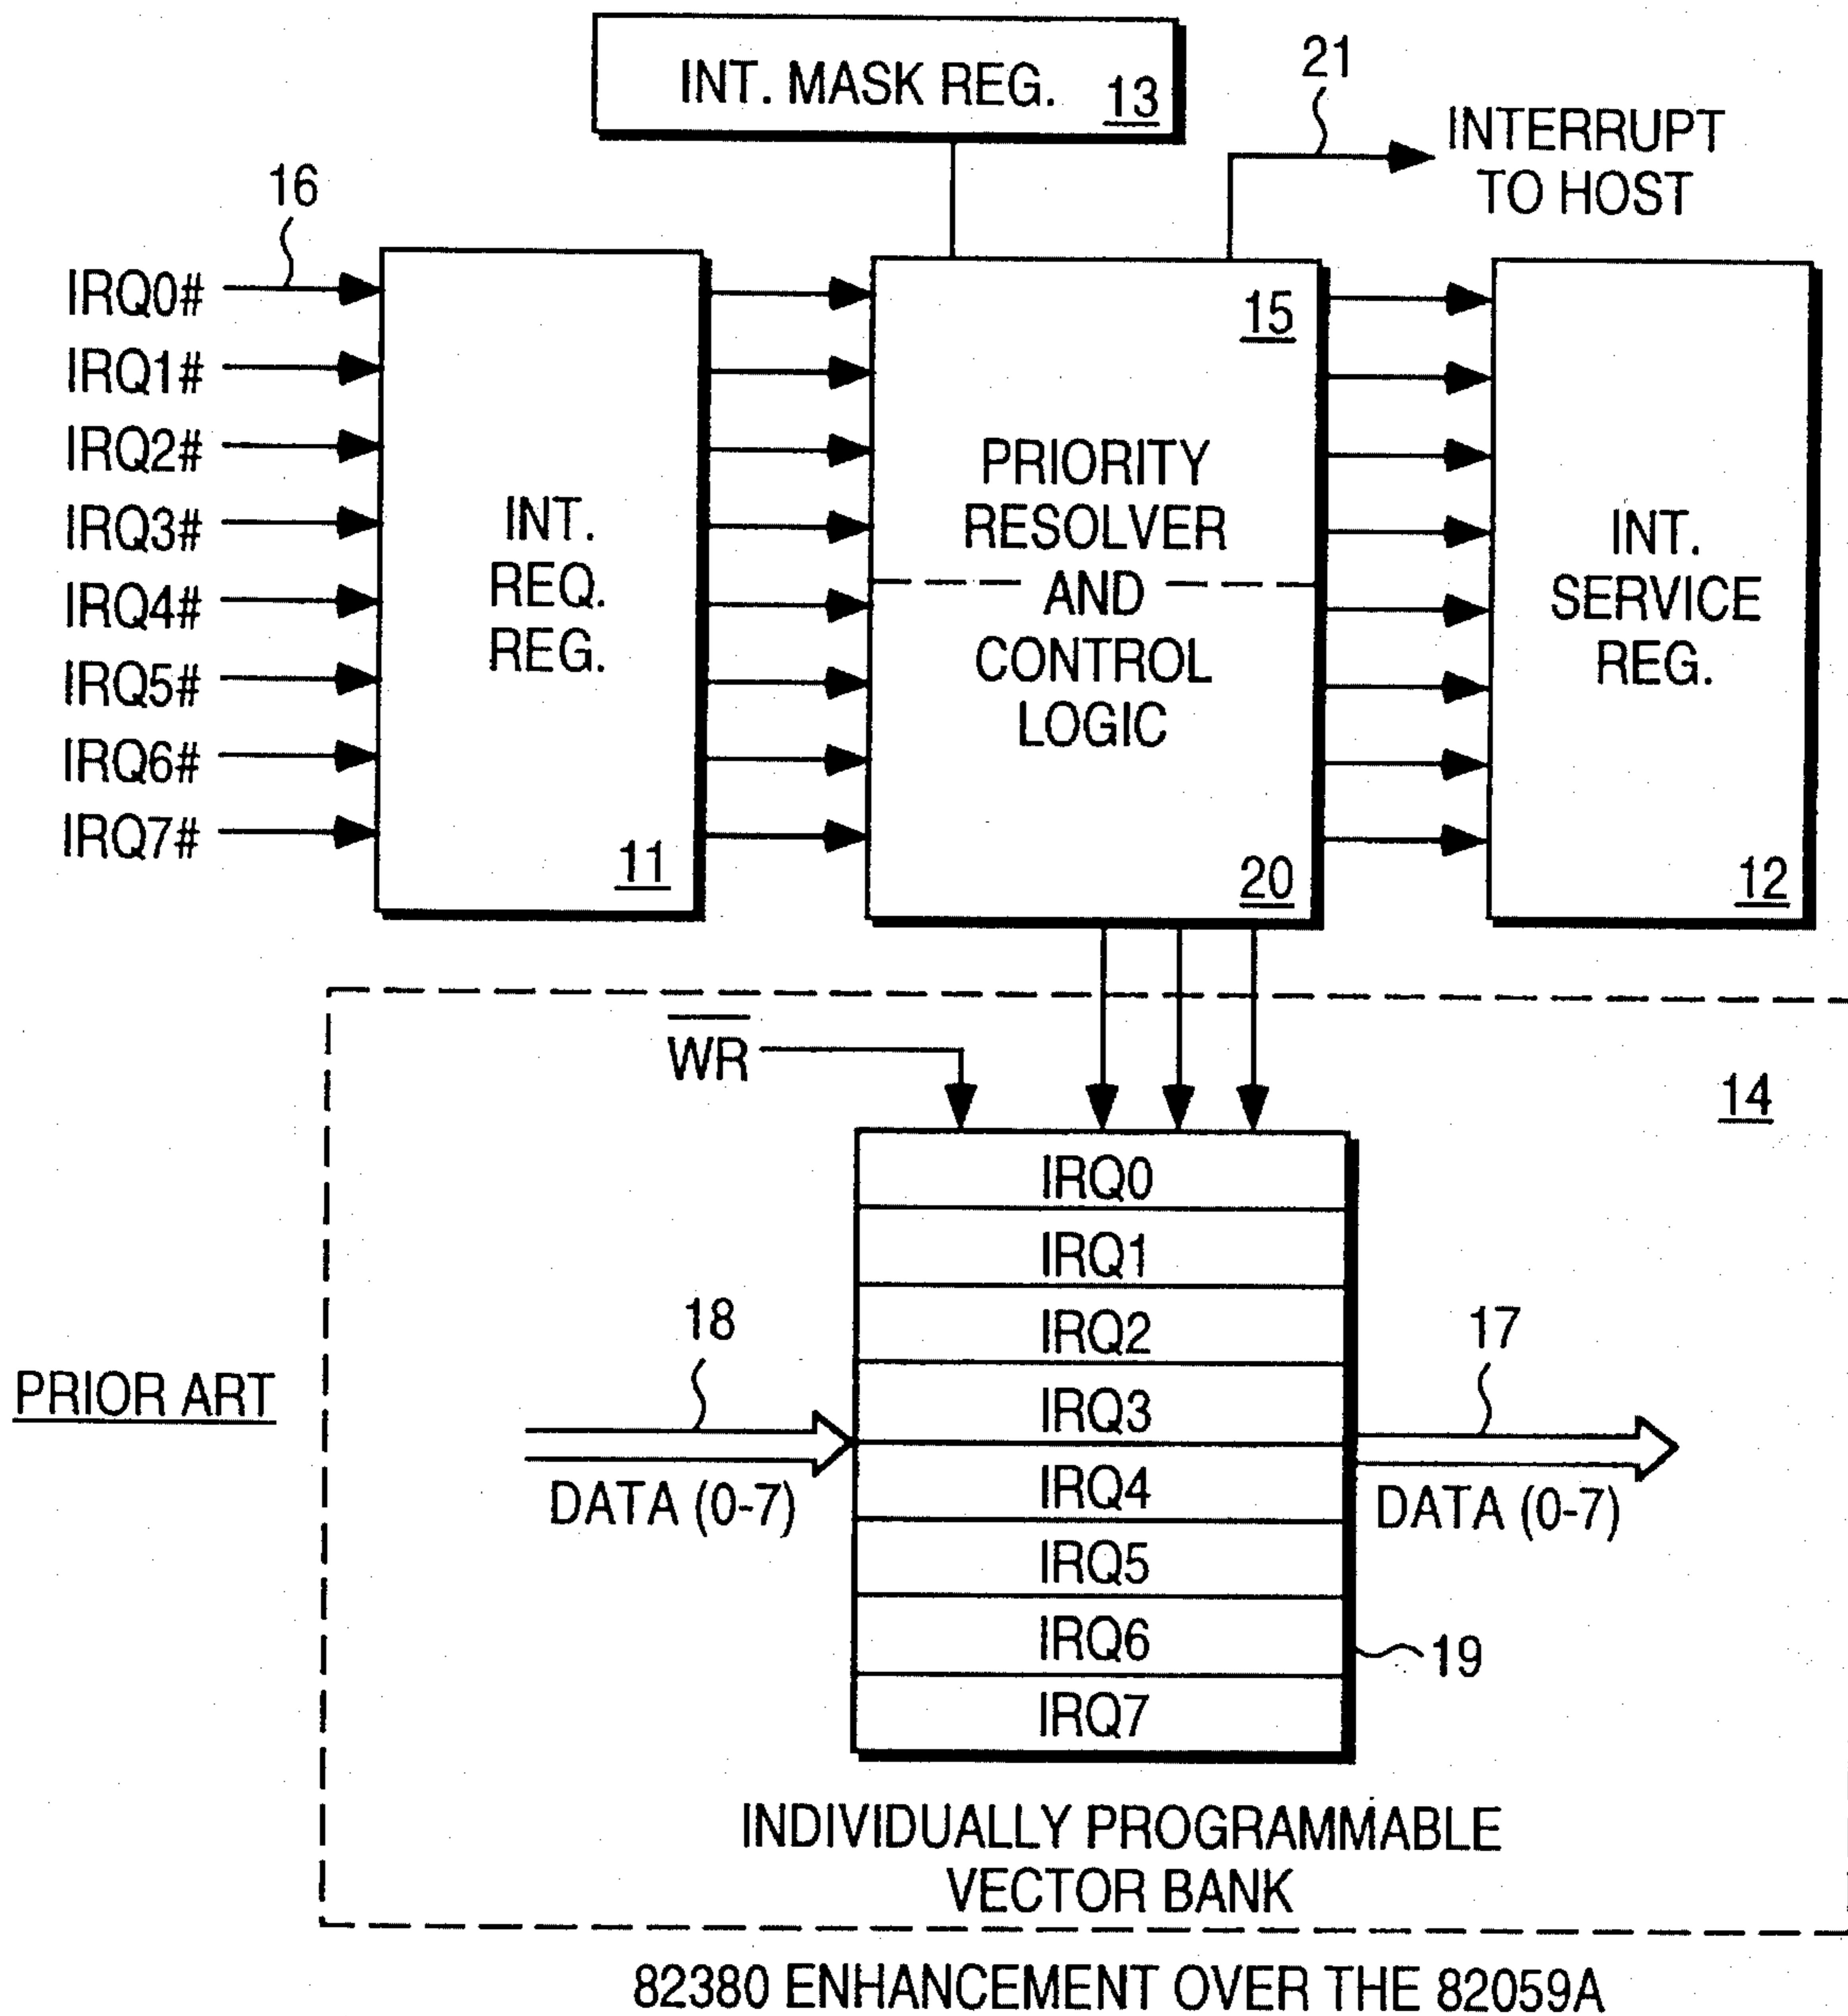 INT. MASK REG. 13
21
INTERRUPT
TO HOST
16
IRQ0#
IRQ1#
IRQ2#
IRQ3#
IRQ4#
IRQ5#
IRQ6#
IRQ7#
INT.
REQ.
REG.
11
15
PRIORITY
RESOLVER
AND
CONTROL
LOGIC
20
INT.
SERVICE
REG.
12
WR
14
IRQ0
IRQ1
IRQ2
IRQ3
IRQ4
IRQ5
IRQ6
IRQ7
18
DATA (0-7)
17
DATA (0-7)
19
PRIOR ART
INDIVIDUALLY PROGRAMMABLE
VECTOR BANK
82380 ENHANCEMENT OVER THE 82059A